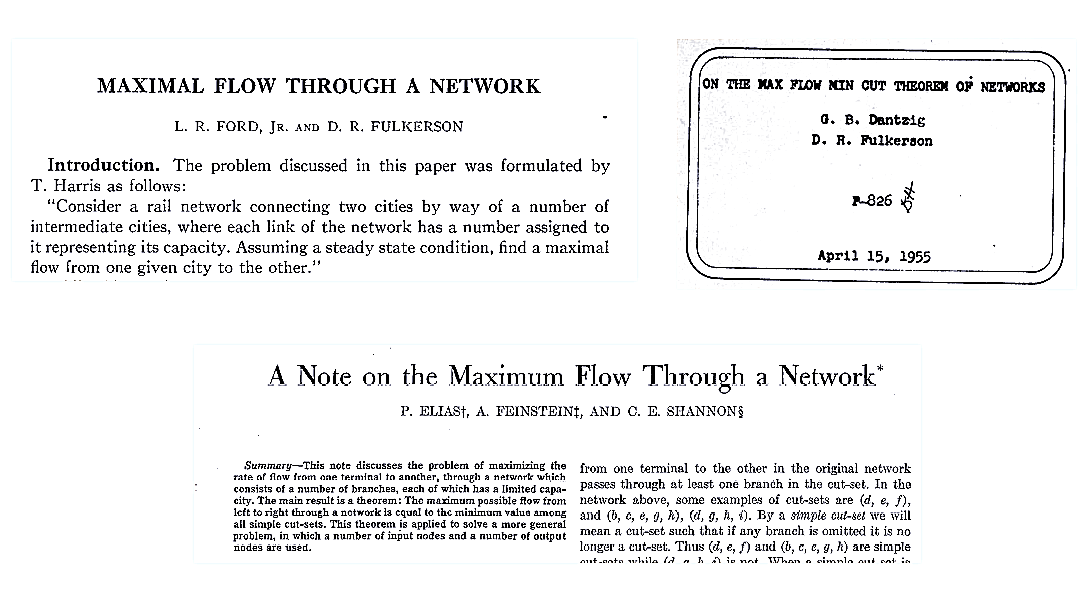 MAXIMAL FLOW THROUGH A NETWORK
L. R. FORD, JR. AND D. R. FULKERSON
Introduction. The problem discussed in this paper was formulated by
T. Harris as follows:
"Consider a rail network connecting two cities by way of a number of
intermediate cities, where each link of the network has a number assigned to
it representing its capacity. Assuming a steady state condition, find a maximal
flow from one given city to the other."
ON THE MAX FLOW MIN CUT THEOREM OF NETWORKS
G. B. Dantzig
D. R. Fulkerson
P-826
April 15, 1955
A Note on the Maximum Flow Through a Network*
P. ELIAS†, A. FEINSTEIN‡, AND C. E. SHANNON§
Summary—This note discusses the problem of maximizing the
rate of flow from one terminal to another, through a network which
consists of a number of branches, each of which has a limited capa-
city. The main result is a theorem: The maximum possible flow from
left to right through a network is equal to the minimum value among
all simple cut-sets. This theorem is applied to solve a more general
problem, in which a number of input nodes and a number of output
nodes are used.
from one terminal to the other in the original network
passes through at least one branch in the cut-set. In the
network above, some examples of cut-sets are (d, e, f),
and (b, c, e, g, h), (d, g, h, i). By a simple cut-set we will
mean a cut-set such that if any branch is omitted it is no
longer a cut-set. Thus (d, e, f) and (b, c, e, g, h) are simple